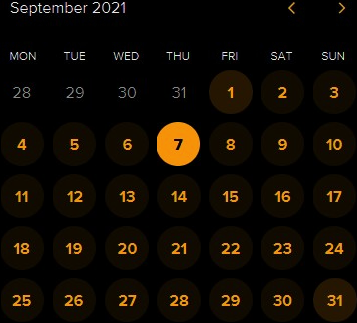 September 2021
MON TUE WED THU FRI SAT SUN
28 29 30 31 1 2 3
4 5 6 7 8 9 10
11 12 13 14 15 16 17
18 19 20 21 22 23 24
25 26 27 28 29 30 31